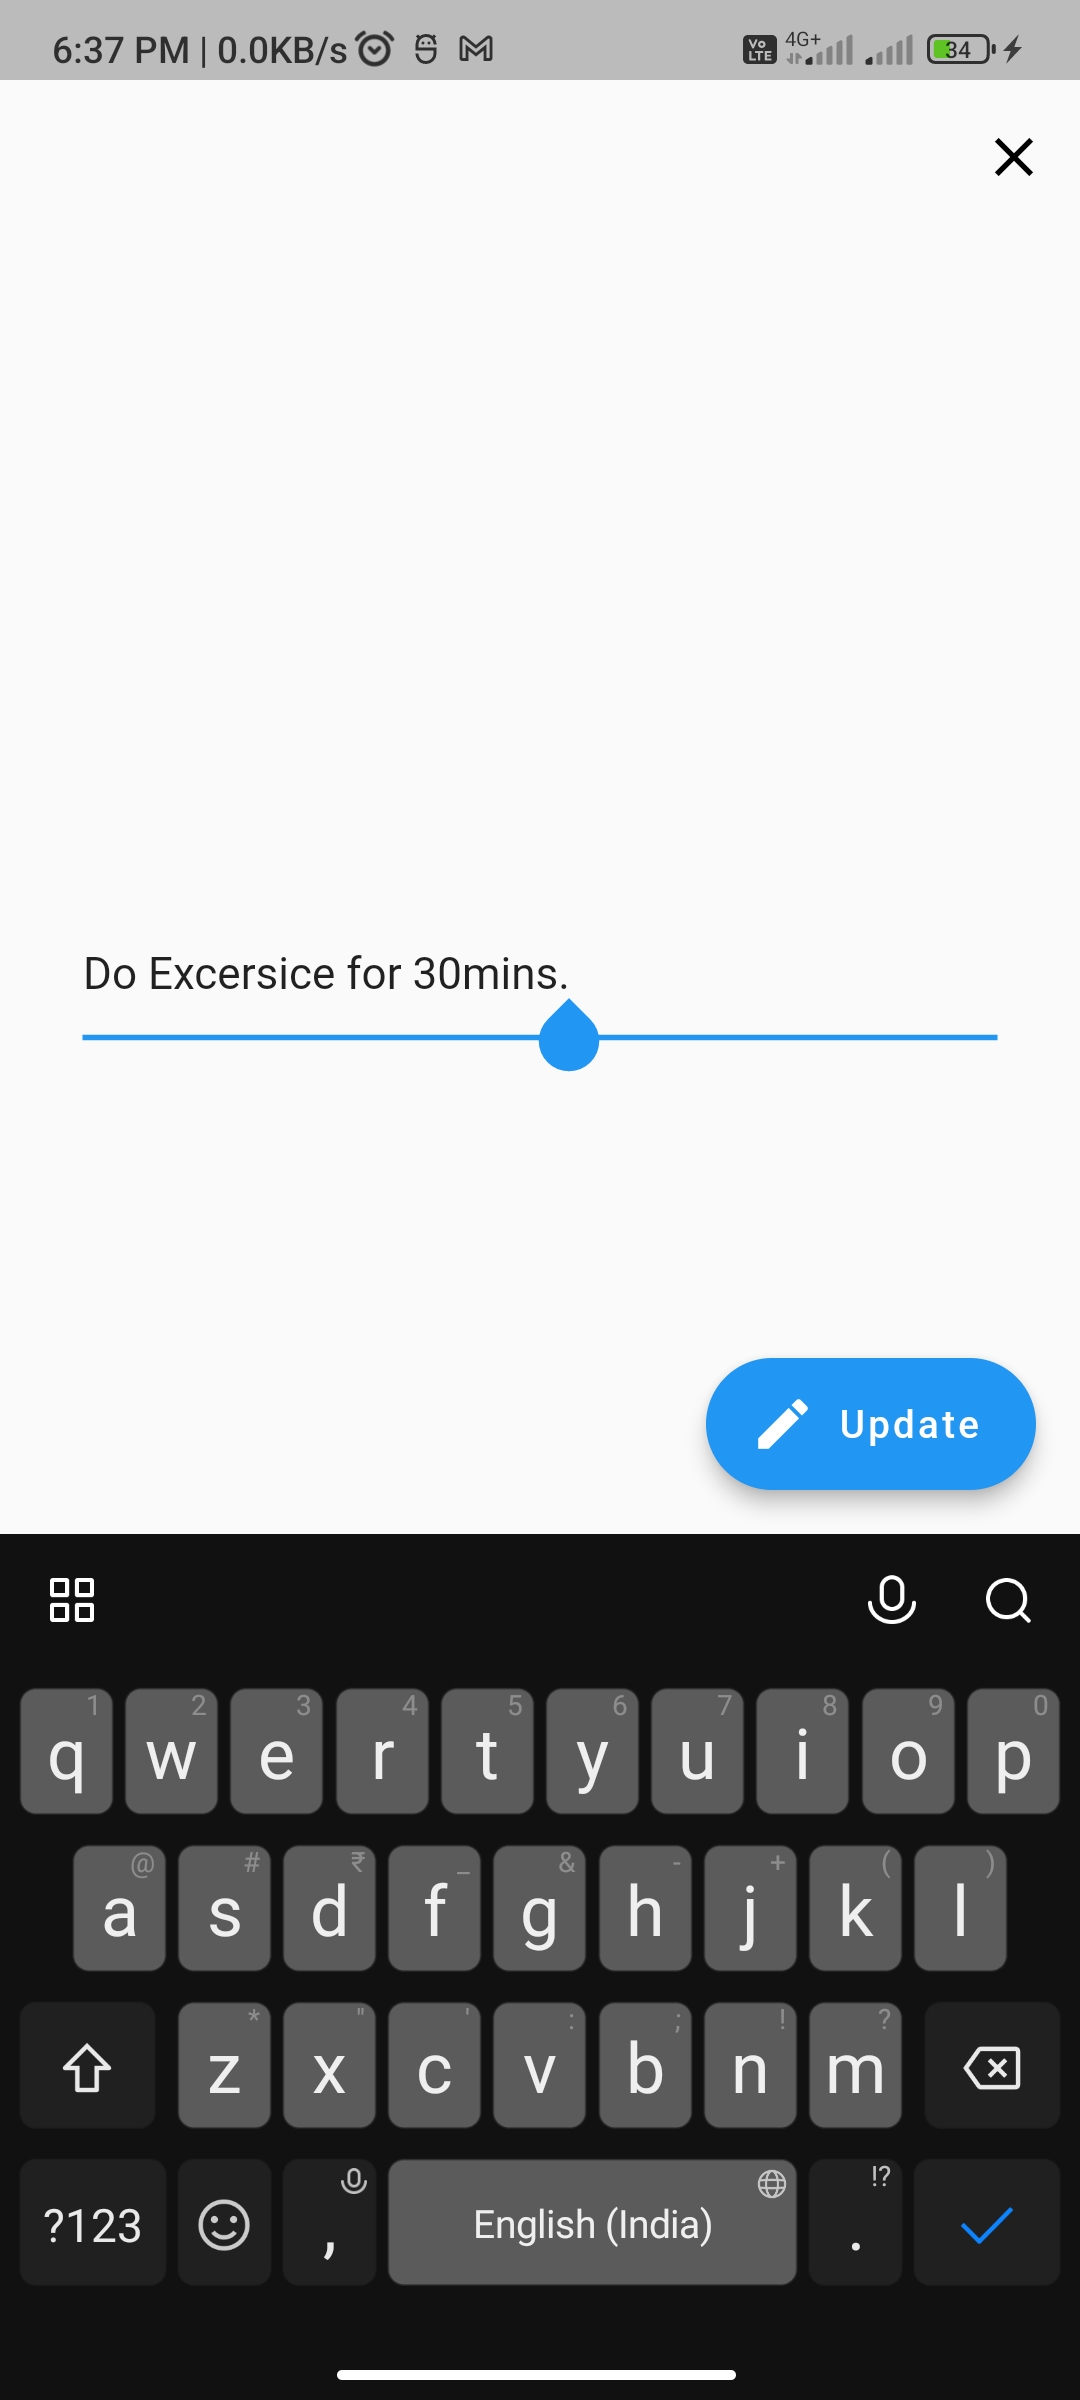 6:37 PM | 0.0KB/s Vo LTE 4G+ 34
Do Excersice for 30mins.
Update
1 2 3 4 5 6 7 8 9 0
q w e r t y u i o p
@ # ₹ _ & - + ( )
a s d f g h j k l
* " ' : ; ! ?
z x c v b n m
!?
?123 , English (India) .